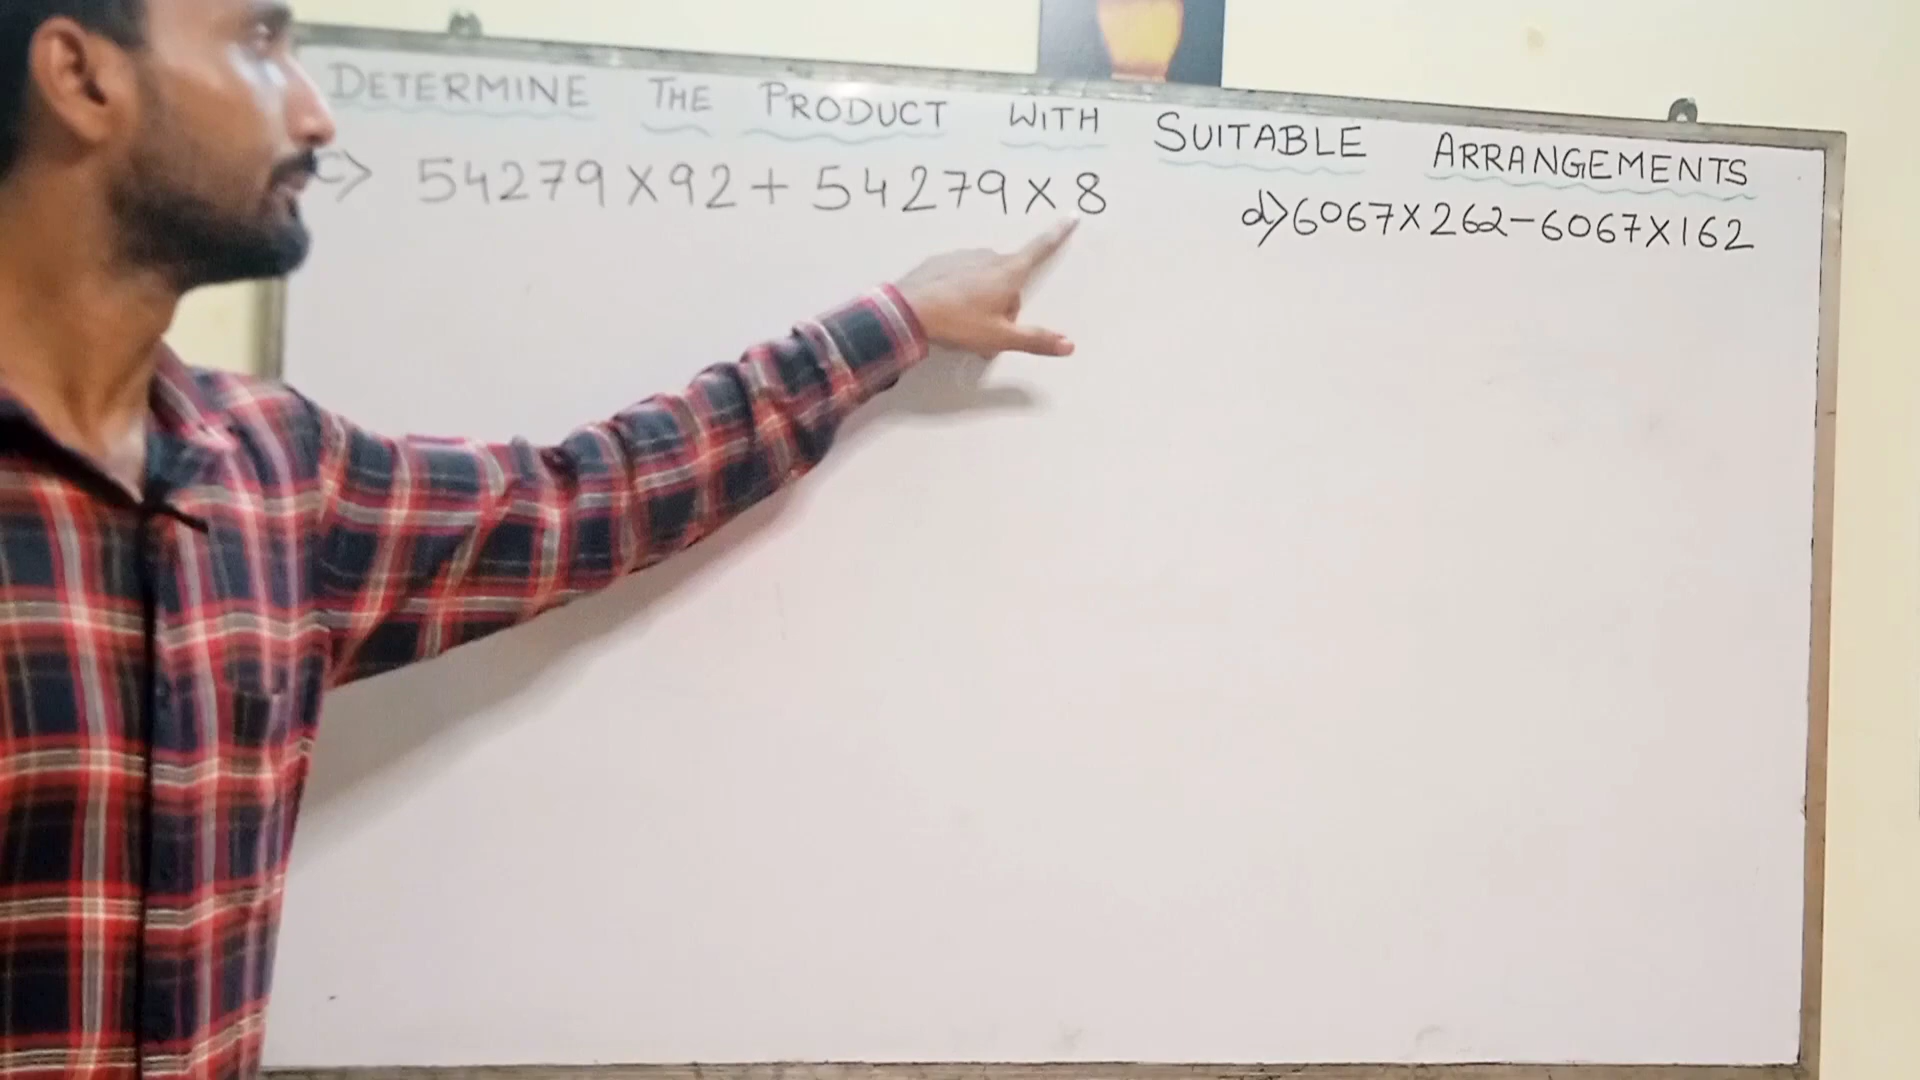 DETERMINE THE PRODUCT WITH SUITABLE ARRANGEMENTS
c> 54279 X 92 + 54279 X 8
d> 6067 X 262 - 6067 X 162